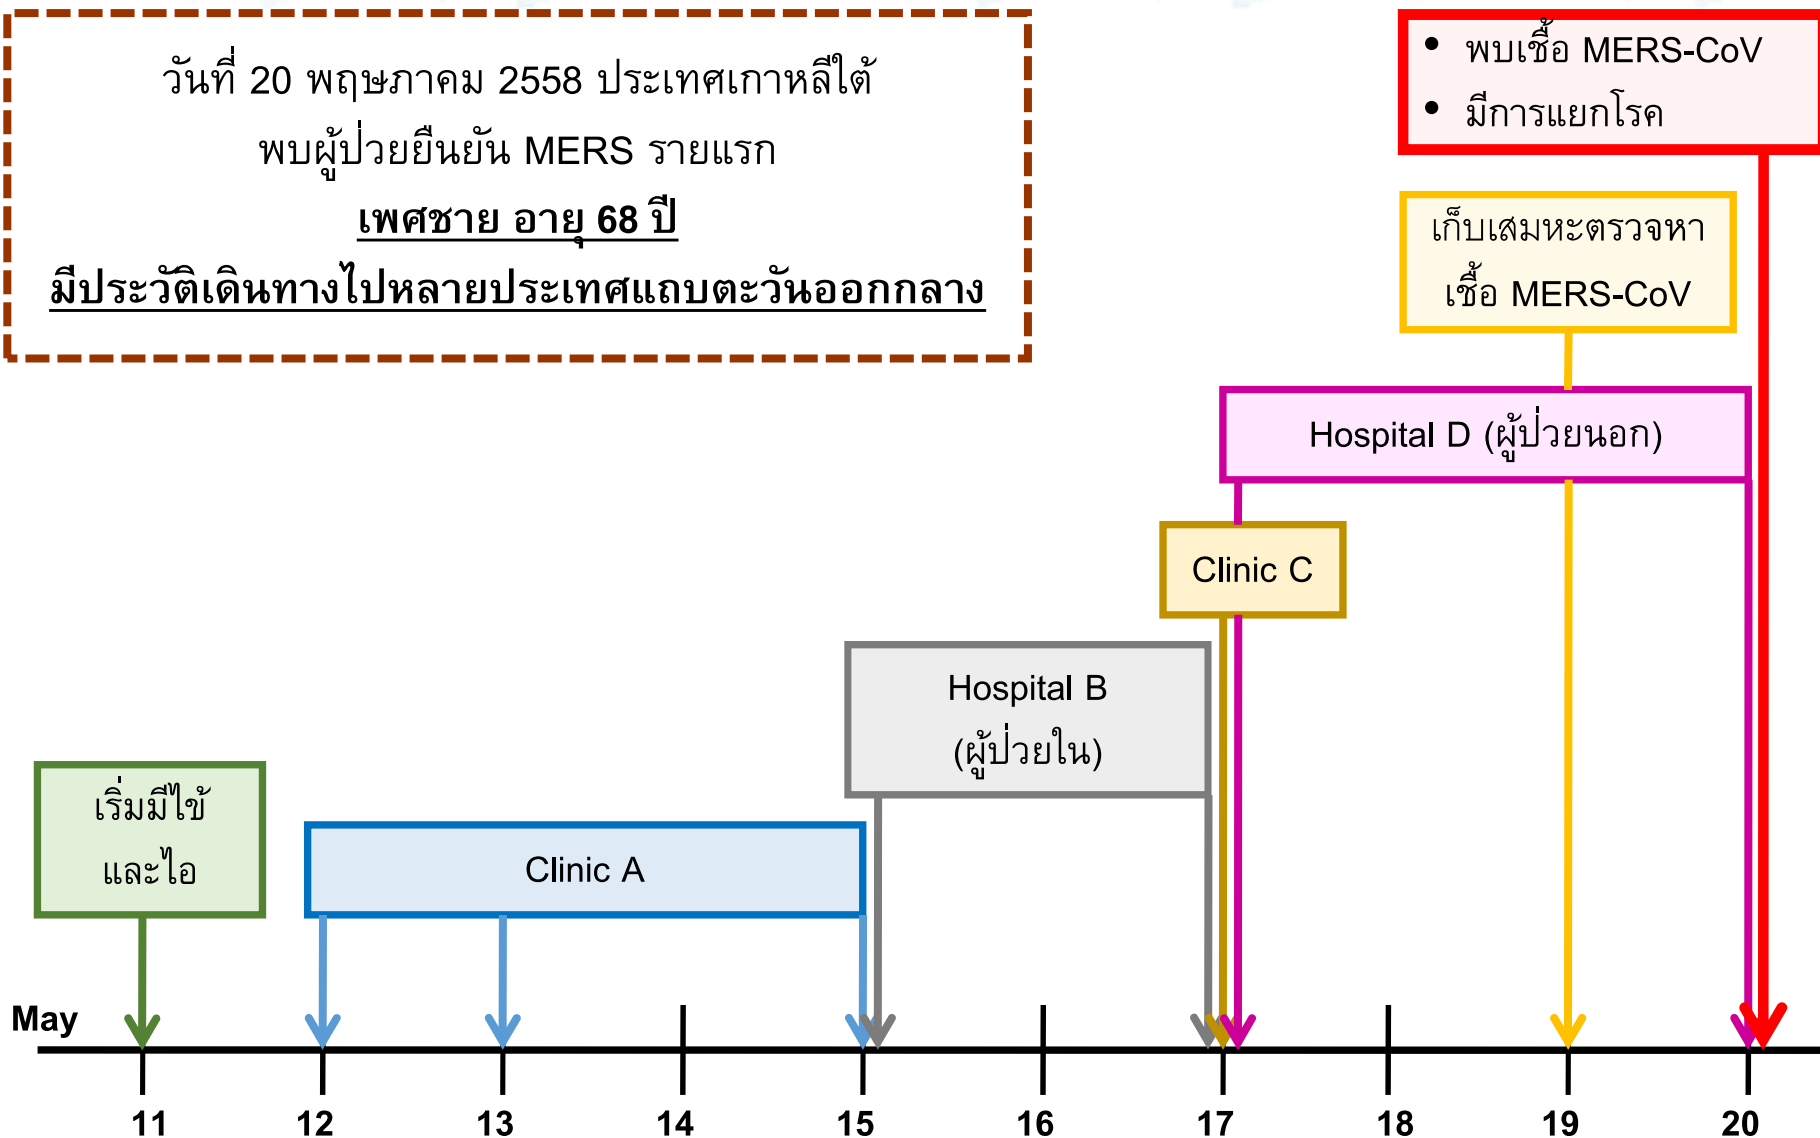 วันที่ 20 พฤษภาคม 2558 ประเทศเกาหลีใต้
พบผู้ป่วยยืนยัน MERS รายแรก
เพศชาย อายุ 68 ปี
มีประวัติเดินทางไปหลายประเทศแถบตะวันออกกลาง
• พบเชื้อ MERS-CoV
• มีการแยกโรค
เก็บเสมหะตรวจหา
เชื้อ MERS-CoV
Hospital D (ผู้ป่วยนอก)
Clinic C
Hospital B
(ผู้ป่วยใน)
เริ่มมีไข้
และไอ
Clinic A
May
11 12 13 14 15 16 17 18 19 20